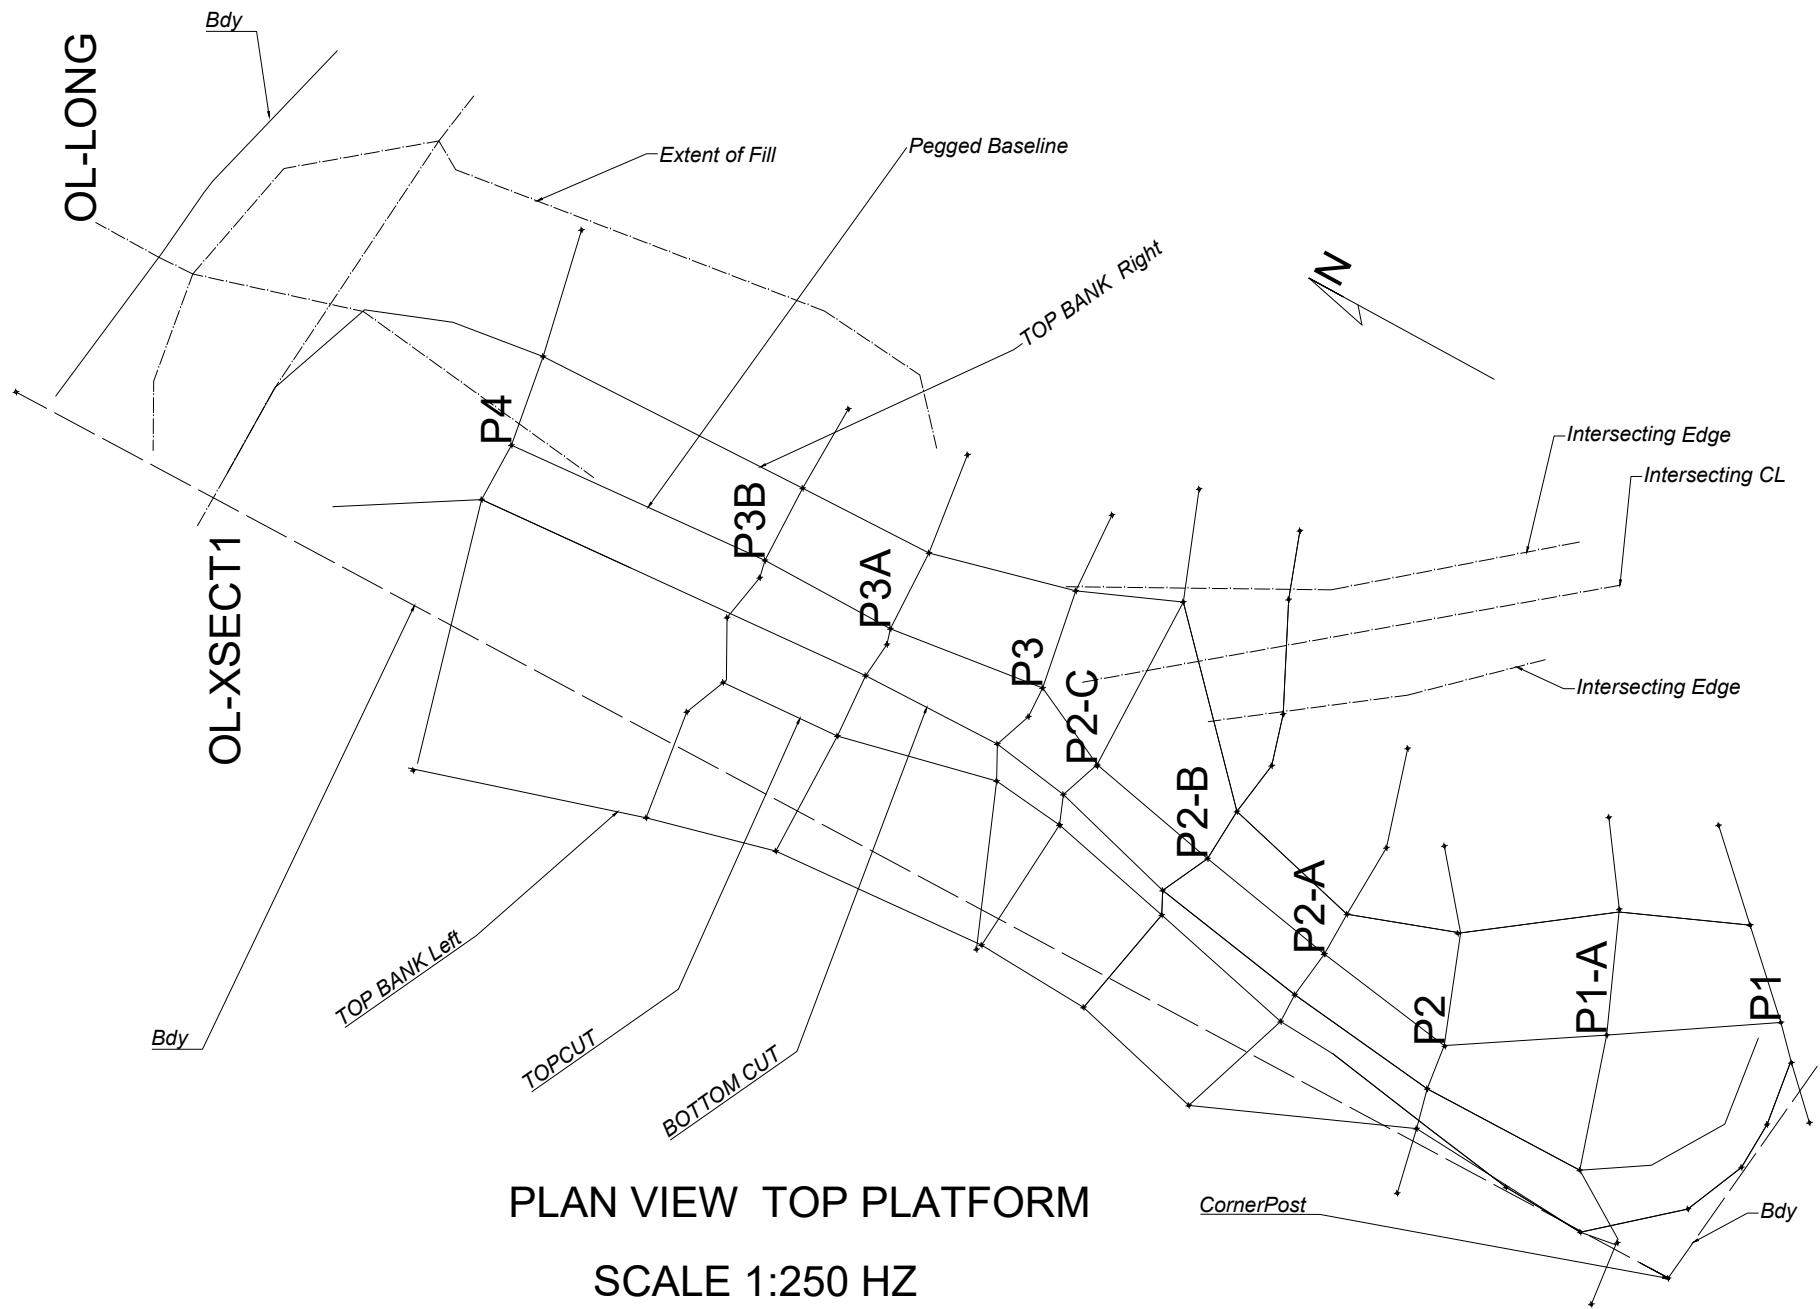 Bdy
OL-LONG
Extent of Fill
Pegged Baseline
TOP BANK  Right
N
P4
Intersecting Edge
Intersecting CL
P3B
P3A
OL-XSECT1
P3
P2-C
Intersecting Edge
P2-B
P2-A
P2
P1-A
P1
TOP BANK Left
Bdy
TOPCUT
BOTTOM CUT
PLAN VIEW  TOP PLATFORM
CornerPost
Bdy
SCALE 1:250 HZ